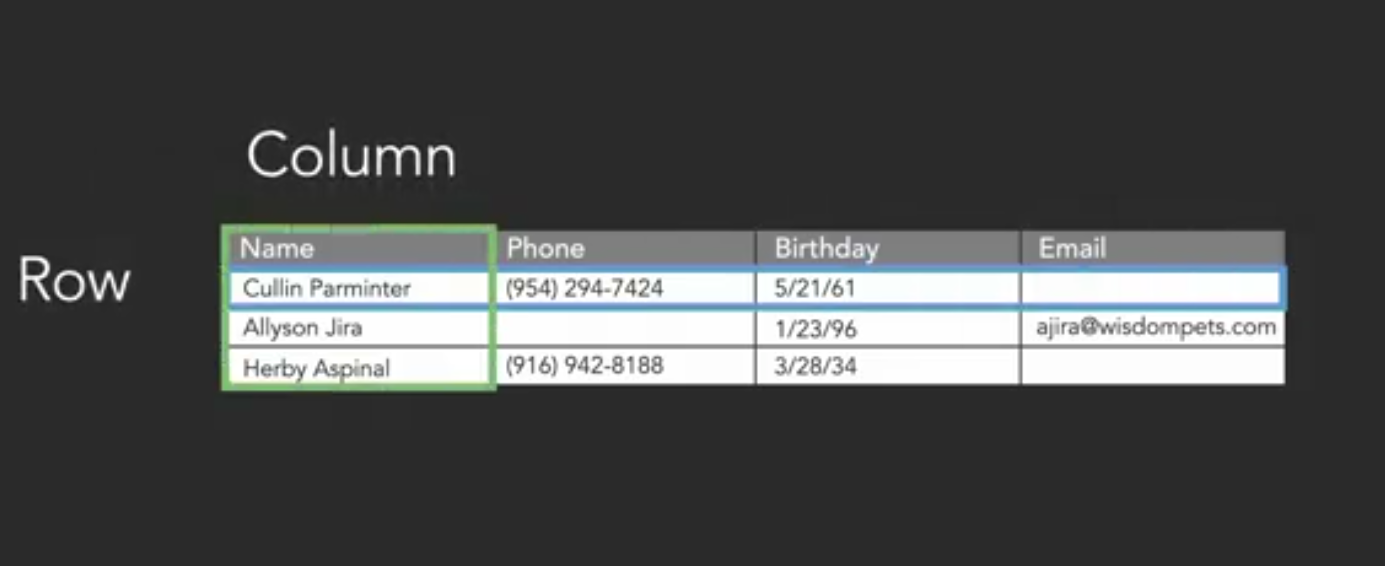 Column
Row
Name Phone Birthday Email
Cullin Parminter (954) 294-7424 5/21/61
Allyson Jira 1/23/96 ajira@wisdompets.com
Herby Aspinal (916) 942-8188 3/28/34